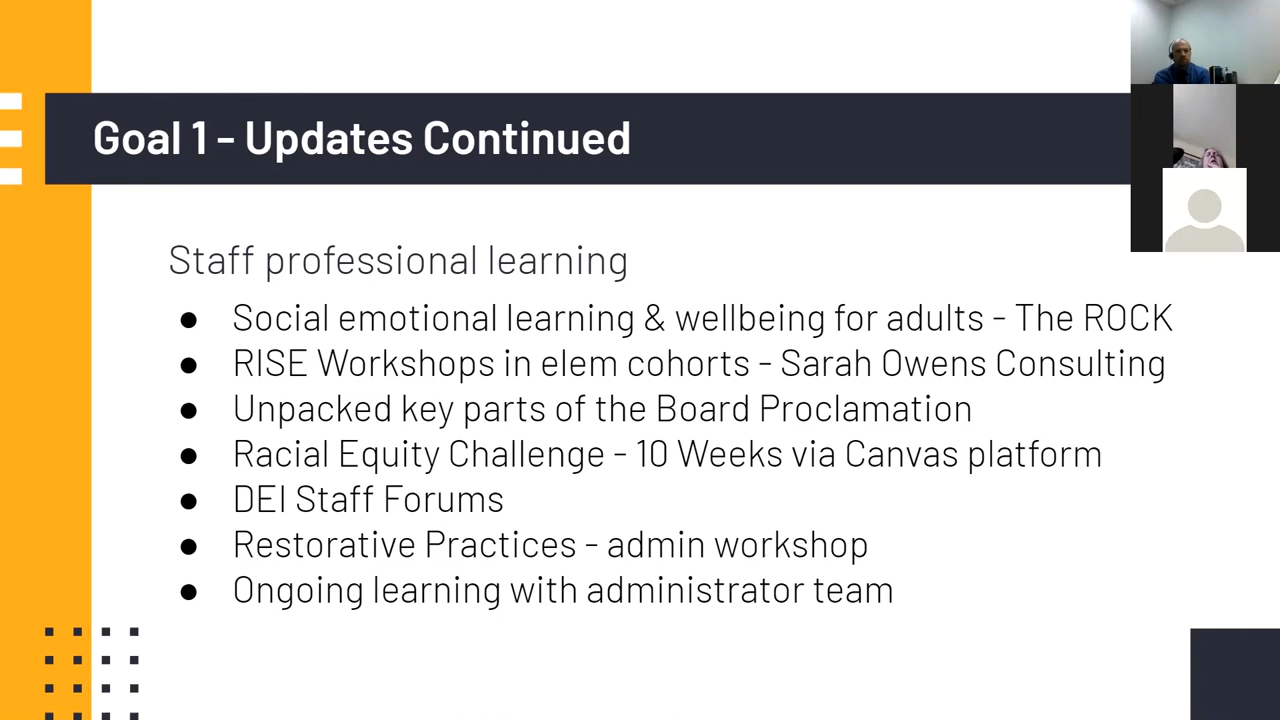 Goal 1 - Updates Continued
Staff professional learning
● Social emotional learning & wellbeing for adults - The ROCK
● RISE Workshops in elem cohorts - Sarah Owens Consulting
● Unpacked key parts of the Board Proclamation
● Racial Equity Challenge - 10 Weeks via Canvas platform
● DEI Staff Forums
● Restorative Practices - admin workshop
● Ongoing learning with administrator team